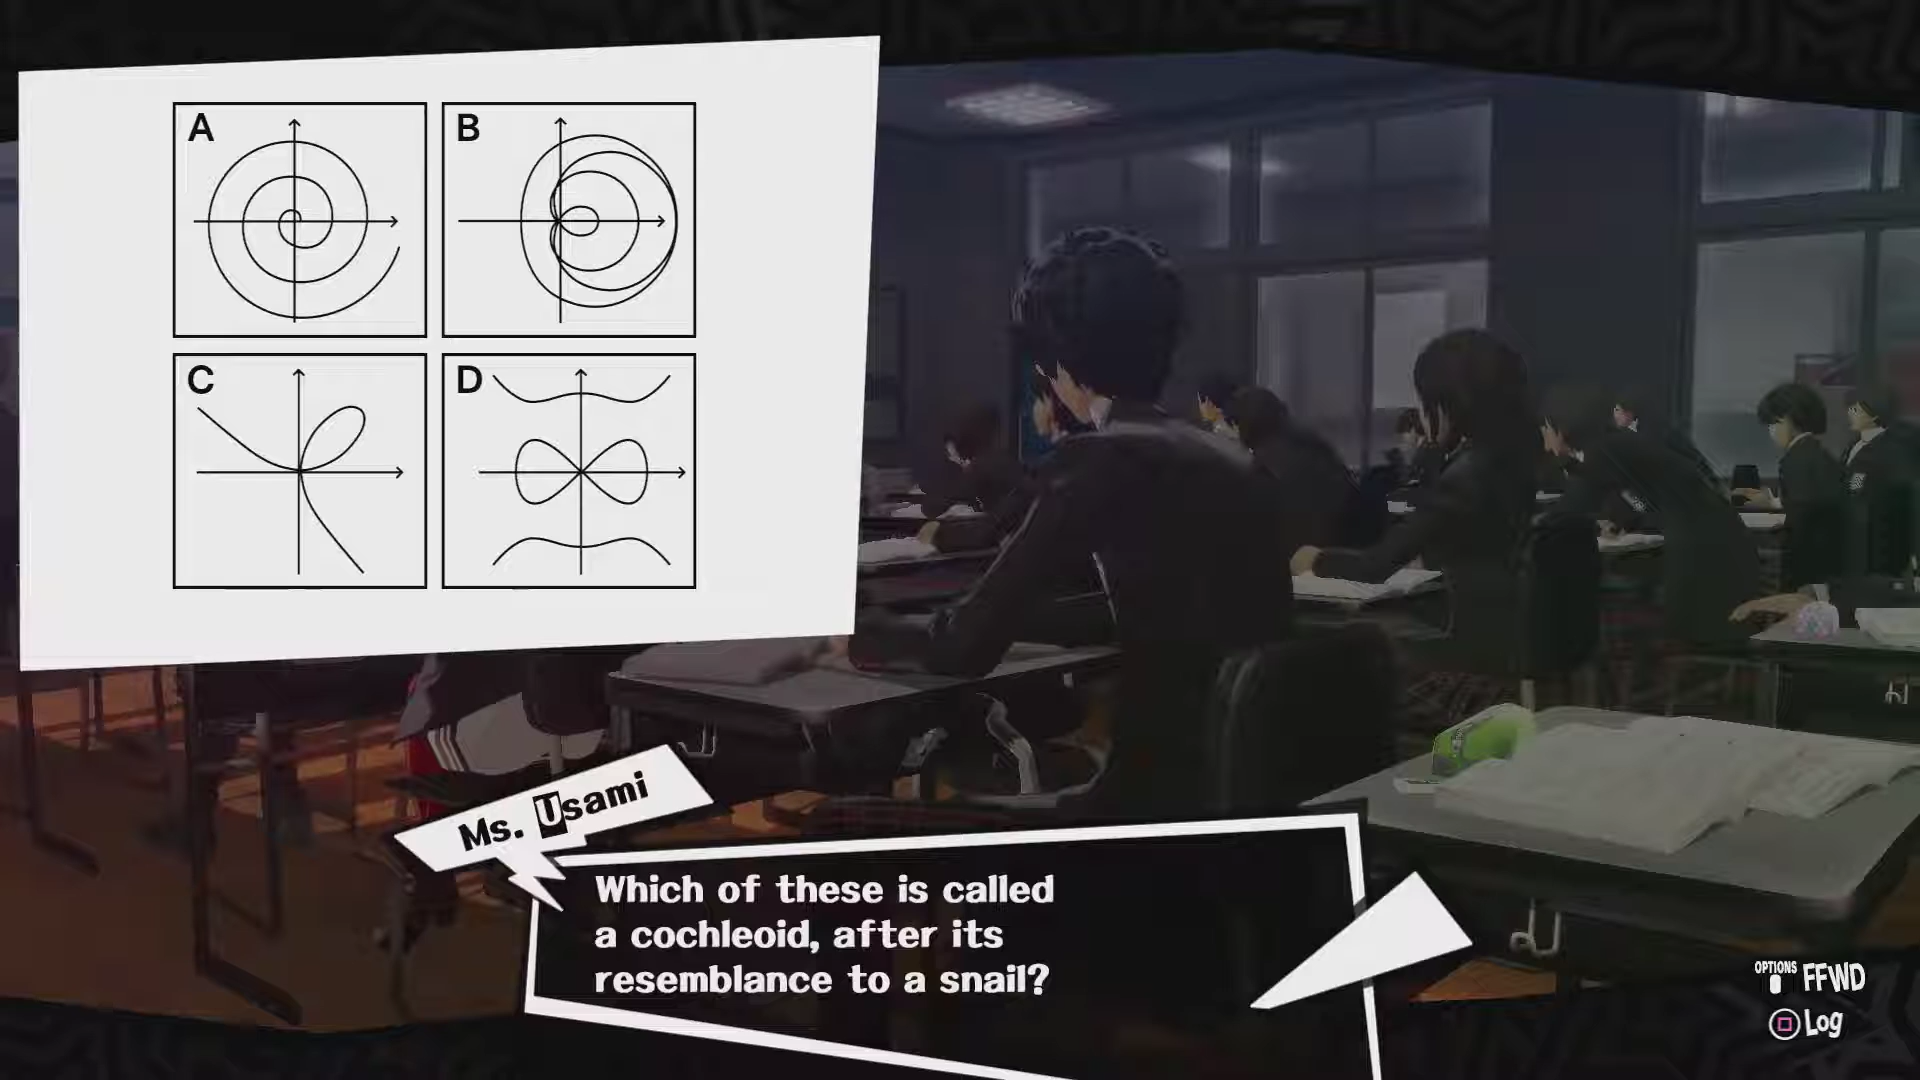 A
B
C
D
Ms. Usami
Which of these is called
a cochleoid, after its
resemblance to a snail?
OPTIONS FFWD
Log